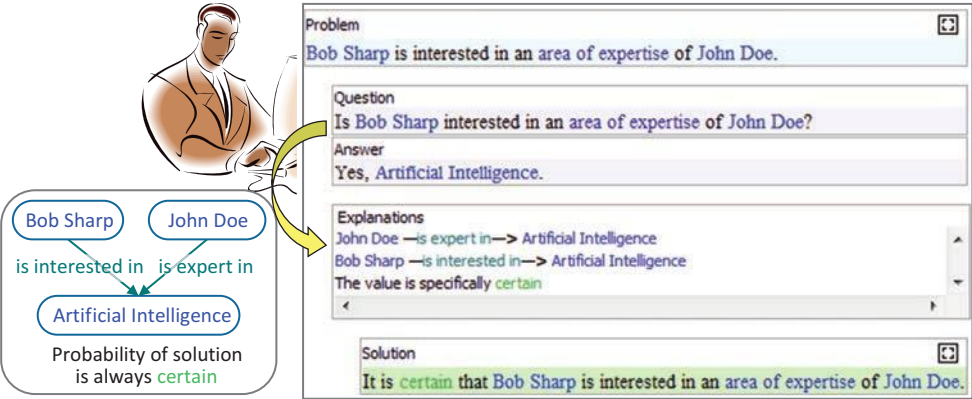 Problem
Bob Sharp is interested in an area of expertise of John Doe.
Question
Is Bob Sharp interested in an area of expertise of John Doe?
Answer
Yes, Artificial Intelligence.
Explanations
John Doe —is expert in—> Artificial Intelligence
Bob Sharp —is interested in—> Artificial Intelligence
The value is specifically certain
Solution
It is certain that Bob Sharp is interested in an area of expertise of John Doe.
Bob Sharp John Doe
is interested in is expert in
Artificial Intelligence
Probability of solution
is always certain